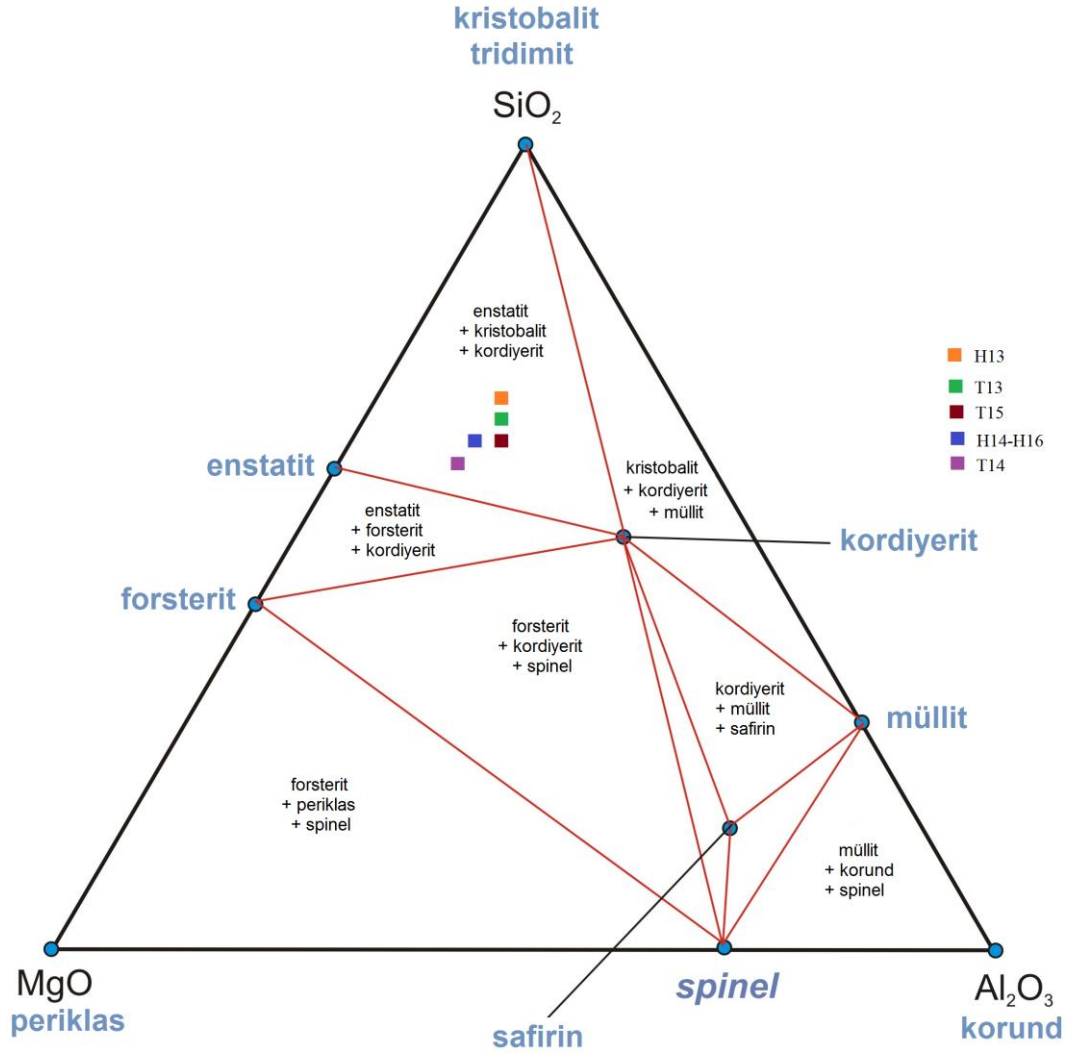 kristobalit
tridimit
SiO₂
enstatit
+ kristobalit
+ kordiyerit
H13
T13
T15
H14-H16
T14
enstatit
kristobalit
+ kordiyerit
+ müllit
enstatit
+ forsterit
+ kordiyerit
kordiyerit
forsterit
forsterit
+ kordiyerit
+ spinel
kordiyerit
+ müllit
+ safirin
müllit
forsterit
+ periklas
+ spinel
müllit
+ korund
+ spinel
MgO
periklas
spinel
Al₂O₃
korund
safirin